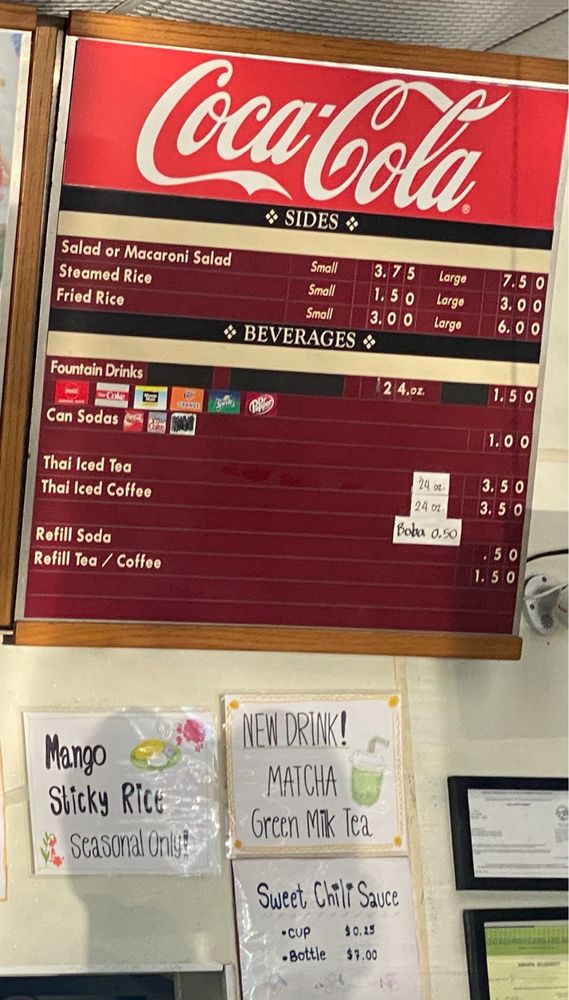 Coca-Cola
SIDES
Salad or Macaroni Salad Small 3.75 Large 7.50
Steamed Rice Small 1.50 Large 3.00
Fried Rice Small 3.00 Large 6.00
BEVERAGES
Fountain Drinks 24.oz. 1.50
Can Sodas 1.00
Thai Iced Tea 24 oz. 3.50
Thai Iced Coffee 24 oz. 3.50
Boba 0.50
Refill Soda .50
Refill Tea / Coffee 1.50
Mango
Sticky Rice
Seasonal Only!
NEW DRINK!
MATCHA
Green Milk Tea
Sweet Chili Sauce
•Cup $0.25
•Bottle $7.00